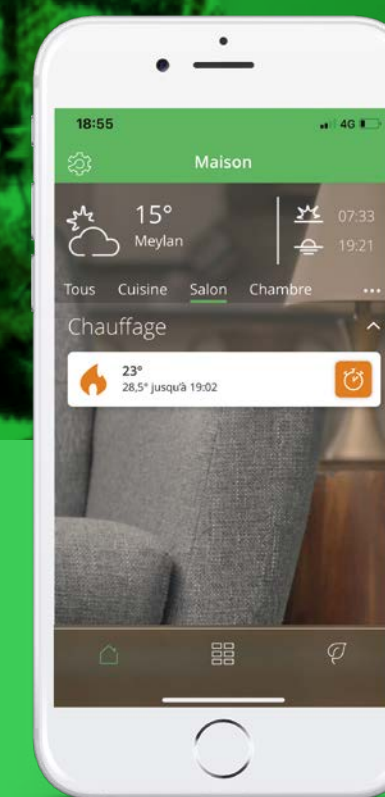 18:55
4G
Maison
15°
Meylan
07:33
19:21
Tous Cuisine Salon Chambre
Chauffage
23°
28,5° jusqu'à 19:02